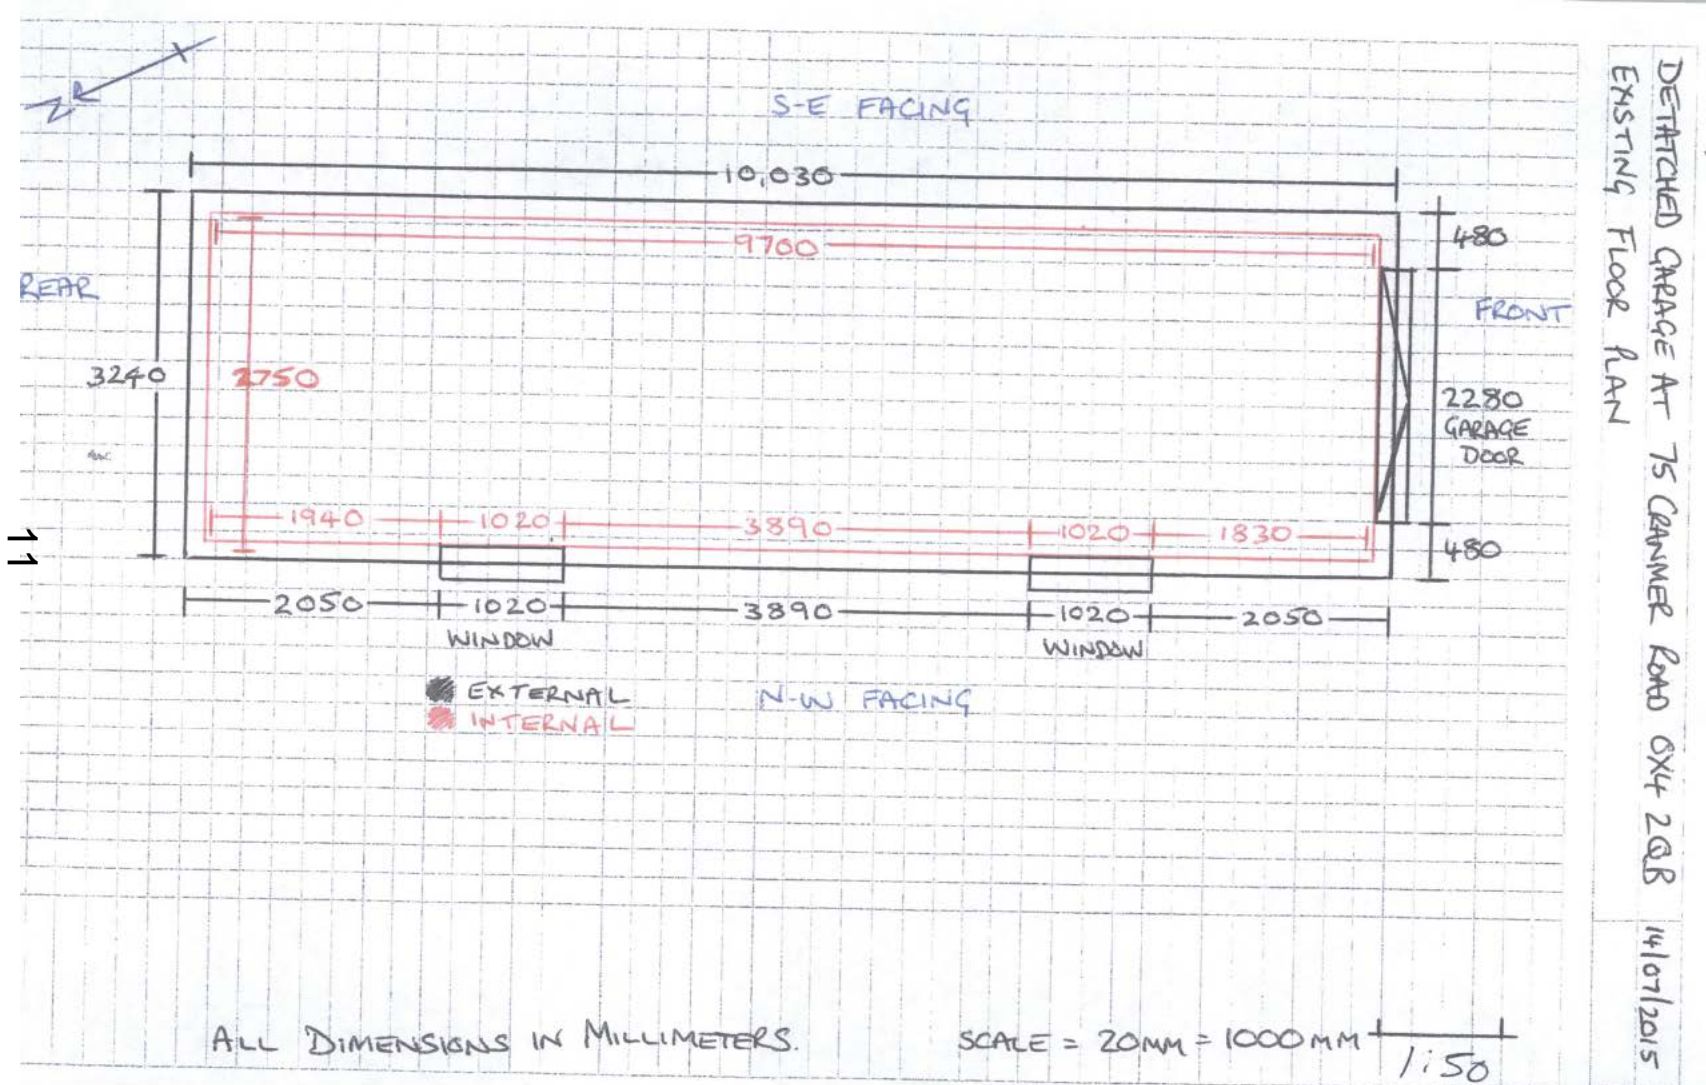 DETATCHED GARAGE AT 75 CRANMER ROAD OX4 2QB
EXISTING FLOOR PLAN
14/07/2015
N
S-E FACING
10,030
9700
480
REAR
FRONT
3240
2750
2280
GARAGE
DOOR
1940 1020 3890 1020 1830
480
11
2050 1020 3890 1020 2050
WINDOW WINDOW
EXTERNAL
N-W FACING
INTERNAL
ALL DIMENSIONS IN MILLIMETERS.
SCALE = 20MM = 1000MM
1:50